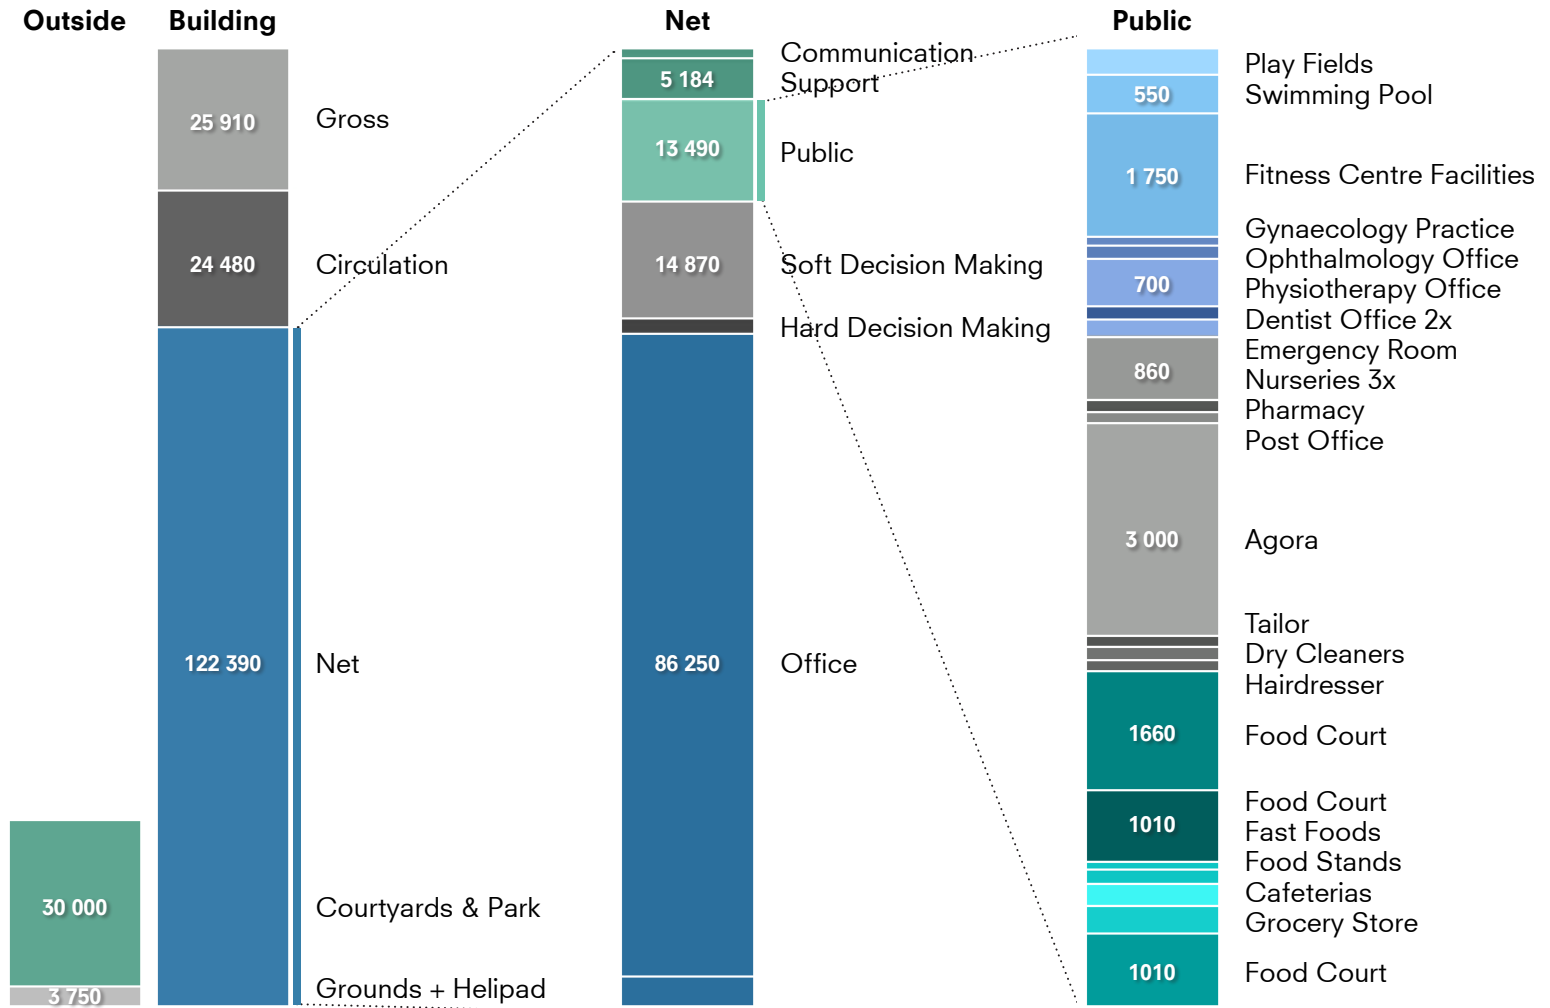 Outside
Building
Net
Public
25 910
Gross
24 480
Circulation
122 390
Net
30 000
Courtyards & Park
3 750
Grounds + Helipad
Communication
5 184
Support
13 490
Public
14 870
Soft Decision Making
Hard Decision Making
86 250
Office
Play Fields
550
Swimming Pool
1 750
Fitness Centre Facilities
Gynaecology Practice
Ophthalmology Office
700
Physiotherapy Office
Dentist Office 2x
Emergency Room
860
Nurseries 3x
Pharmacy
Post Office
3 000
Agora
Tailor
Dry Cleaners
Hairdresser
1660
Food Court
Food Court
1010
Fast Foods
Food Stands
Cafeterias
Grocery Store
1010
Food Court